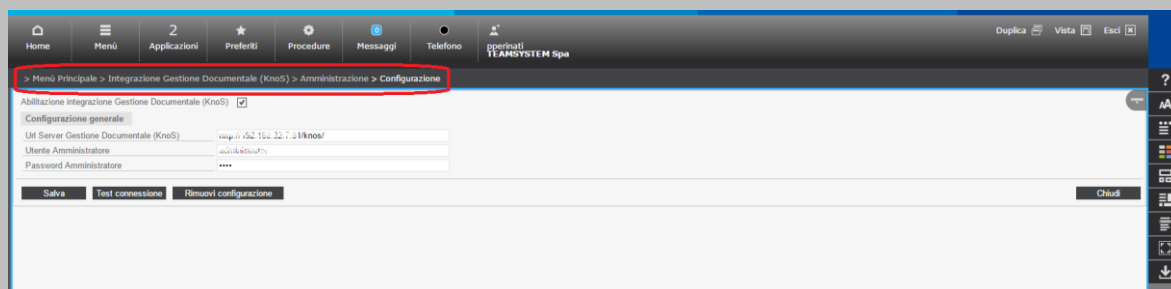 Home Menù Applicazioni Preferiti Procedure Messaggi Telefono pperinati Duplica Vista Esci
2
TEAMSYSTEM Spa
> Menù Principale > Integrazione Gestione Documentale (KnoS) > Amministrazione > Configurazione
Abilitazione integrazione Gestione Documentale (KnoS)
Configurazione generale
Url Server Gestione Documentale (KnoS) /knos/
Utente Amministratore
Password Amministratore ••••
Salva Test connessione Rimuovi configurazione Chiudi
?
AA